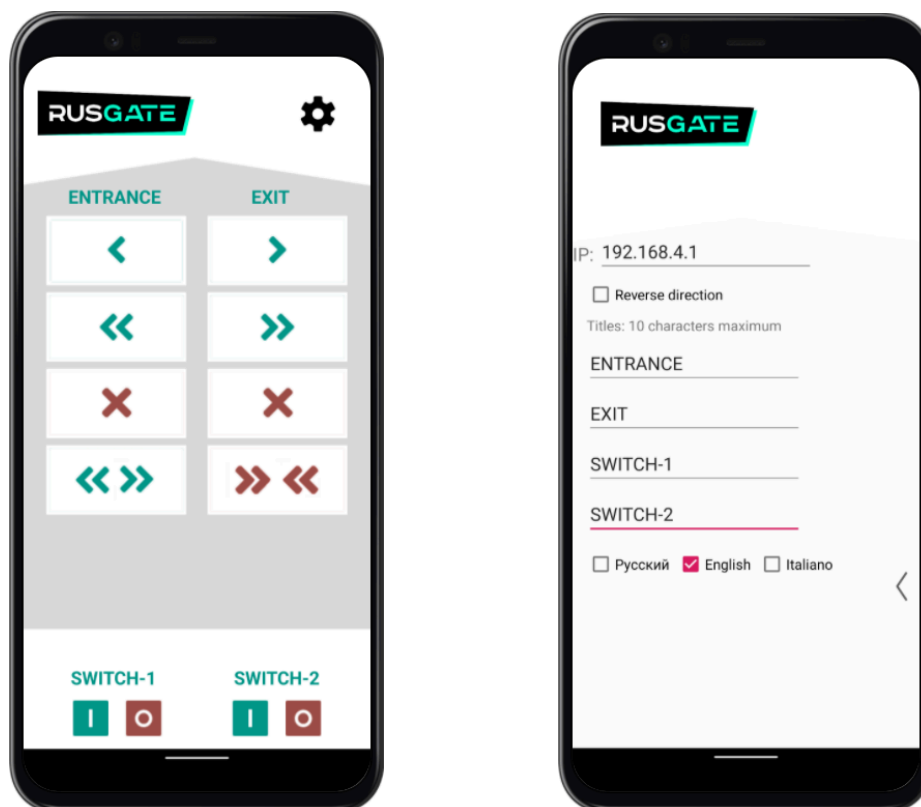 RUSGATE
ENTRANCE EXIT
SWITCH-1 SWITCH-2
I O I O
RUSGATE
IP: 192.168.4.1
Reverse direction
Titles: 10 characters maximum
ENTRANCE
EXIT
SWITCH-1
SWITCH-2
Русский English Italiano